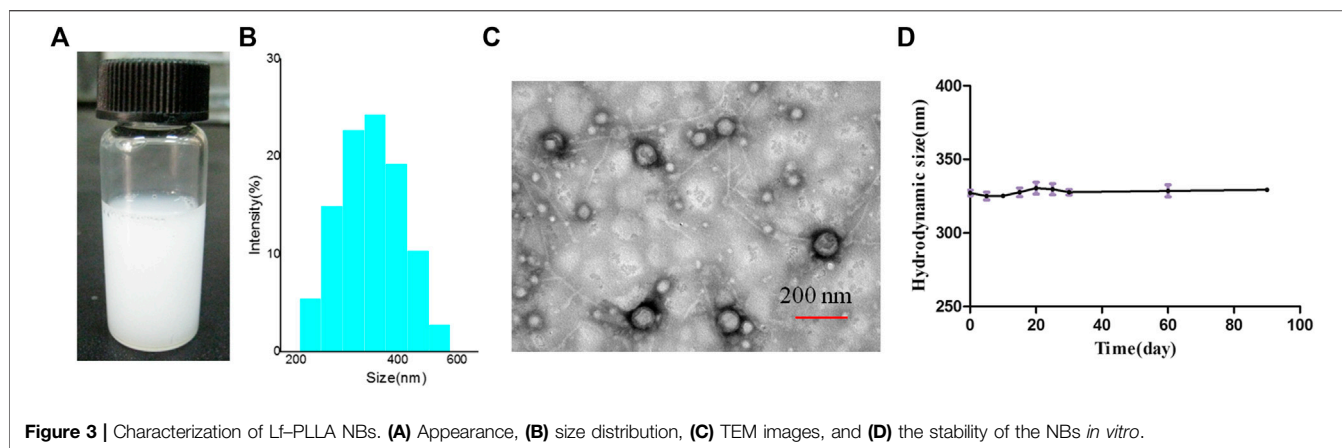 A
B
C
D
30
20
10
0
Intensity(%)
200
400
600
Size(nm)
200 nm
400
350
300
250
Hydrodynamic size(nm)
0
20
40
60
80
100
Time(day)
Figure 3 | Characterization of Lf–PLLA NBs. (A) Appearance, (B) size distribution, (C) TEM images, and (D) the stability of the NBs in vitro.